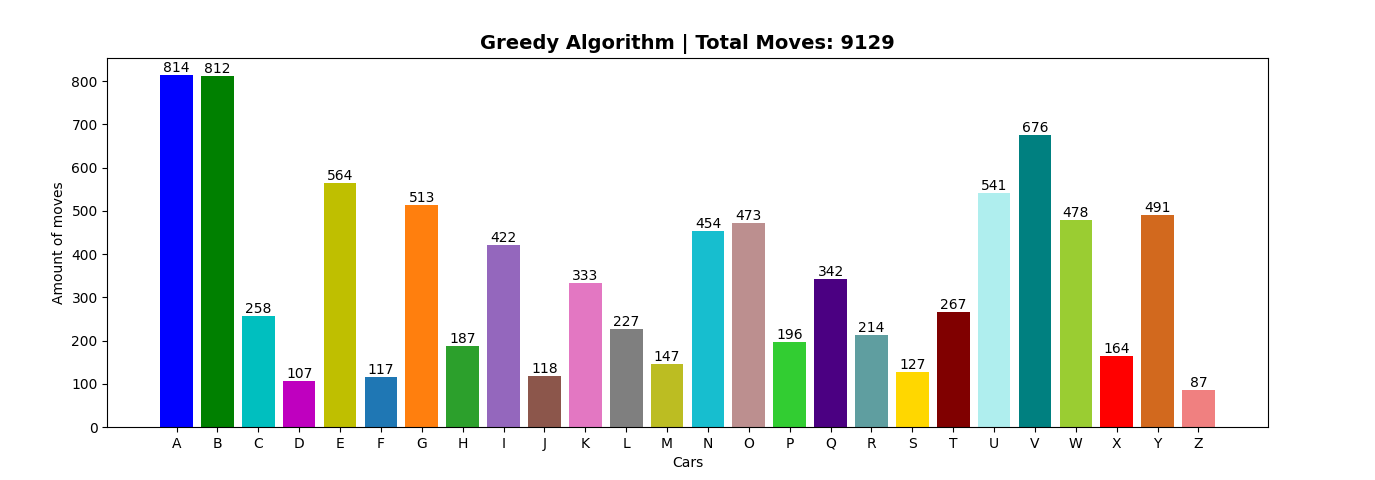 Greedy Algorithm | Total Moves: 9129
Amount of moves
800
700
600
500
400
300
200
100
0
814 812 258 107 564 117 513 187 422 118 333 227 147 454 473 196 342 214 127 267 541 676 478 164 491 87
A B C D E F G H I J K L M N O P Q R S T U V W X Y Z
Cars